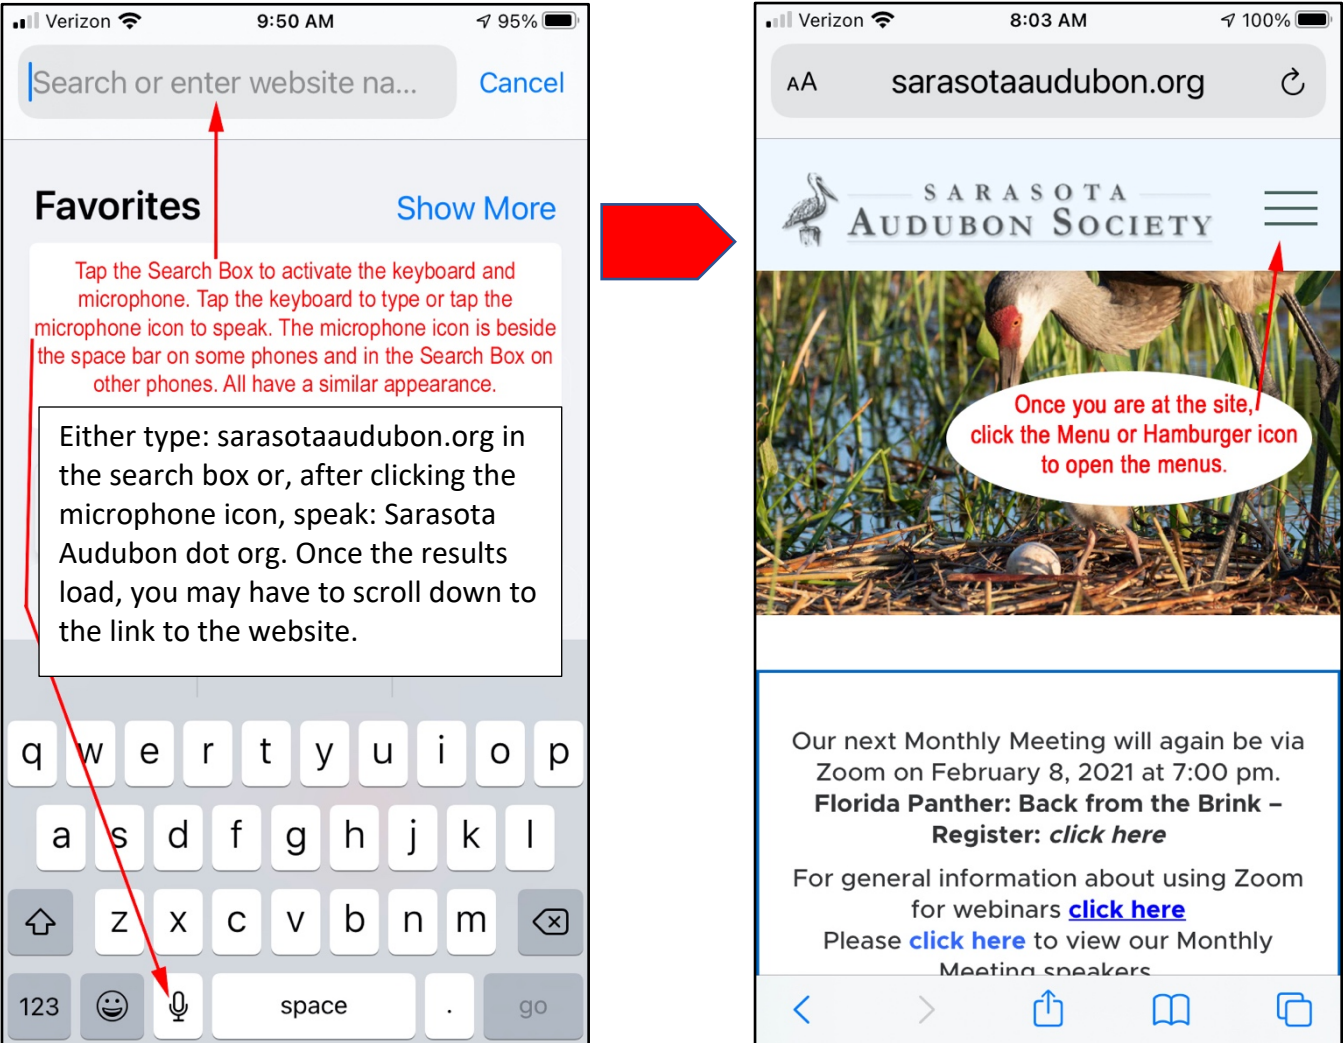 Verizon 9:50 AM 95%
Search or enter website na... Cancel
Favorites Show More
Tap the Search Box to activate the keyboard and
microphone. Tap the keyboard to type or tap the
microphone icon to speak. The microphone icon is beside
the space bar on some phones and in the Search Box on
other phones. All have a similar appearance.
Either type: sarasotaaudubon.org in
the search box or, after clicking the
microphone icon, speak: Sarasota
Audubon dot org. Once the results
load, you may have to scroll down to
the link to the website.
q w e r t y u i o p
a s d f g h j k l
z x c v b n m
123 space . go
Verizon 8:03 AM 100%
AA sarasotaaudubon.org
SARASOTA
AUDUBON SOCIETY
Once you are at the site,
click the Menu or Hamburger icon
to open the menus.
Our next Monthly Meeting will again be via
Zoom on February 8, 2021 at 7:00 pm.
Florida Panther: Back from the Brink –
Register: click here
For general information about using Zoom
for webinars click here
Please click here to view our Monthly
Meeting speakers